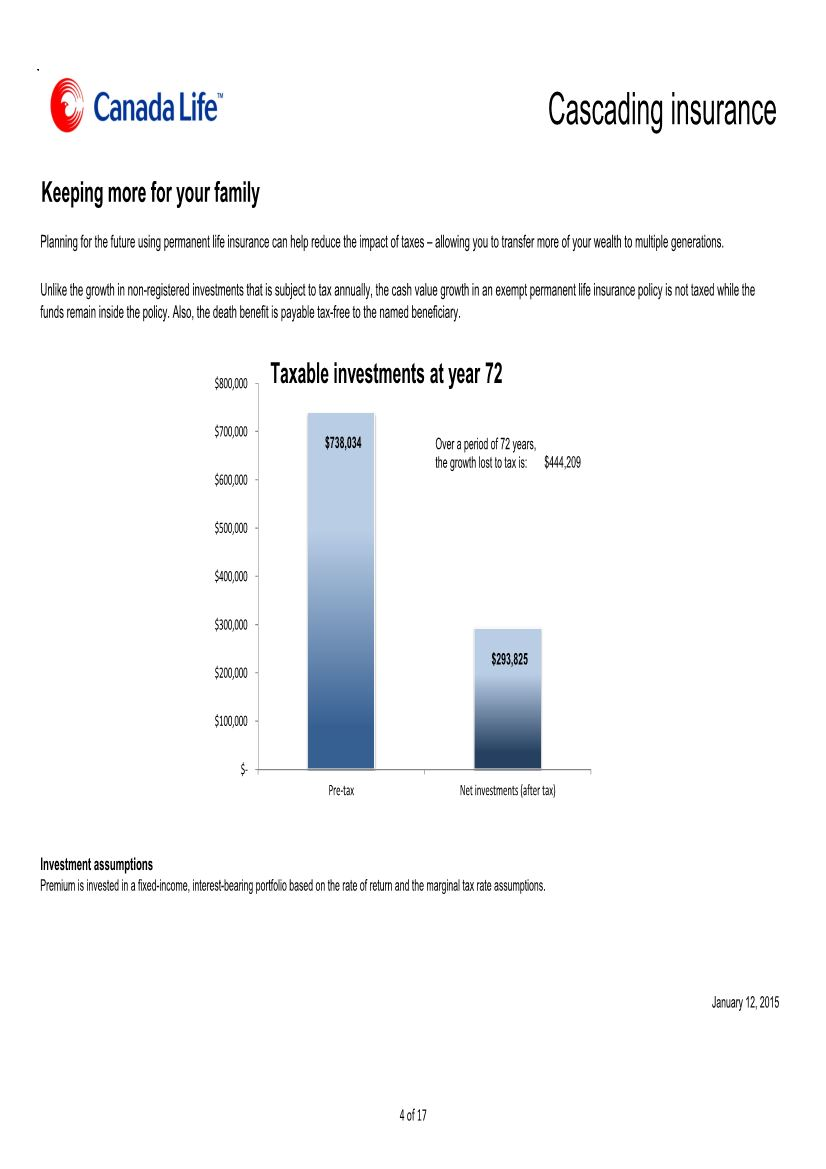 Canada Life™
Cascading insurance
Keeping more for your family
Planning for the future using permanent life insurance can help reduce the impact of taxes – allowing you to transfer more of your wealth to multiple generations.
Unlike the growth in non-registered investments that is subject to tax annually, the cash value growth in an exempt permanent life insurance policy is not taxed while the
funds remain inside the policy. Also, the death benefit is payable tax-free to the named beneficiary.
Taxable investments at year 72
$800,000
$700,000
$600,000
$500,000
$400,000
$300,000
$200,000
$100,000
$-
$738,034
Over a period of 72 years,
the growth lost to tax is: $444,209
$293,825
Pre-tax
Net investments (after tax)
Investment assumptions
Premium is invested in a fixed-income, interest-bearing portfolio based on the rate of return and the marginal tax rate assumptions.
January 12, 2015
4 of 17